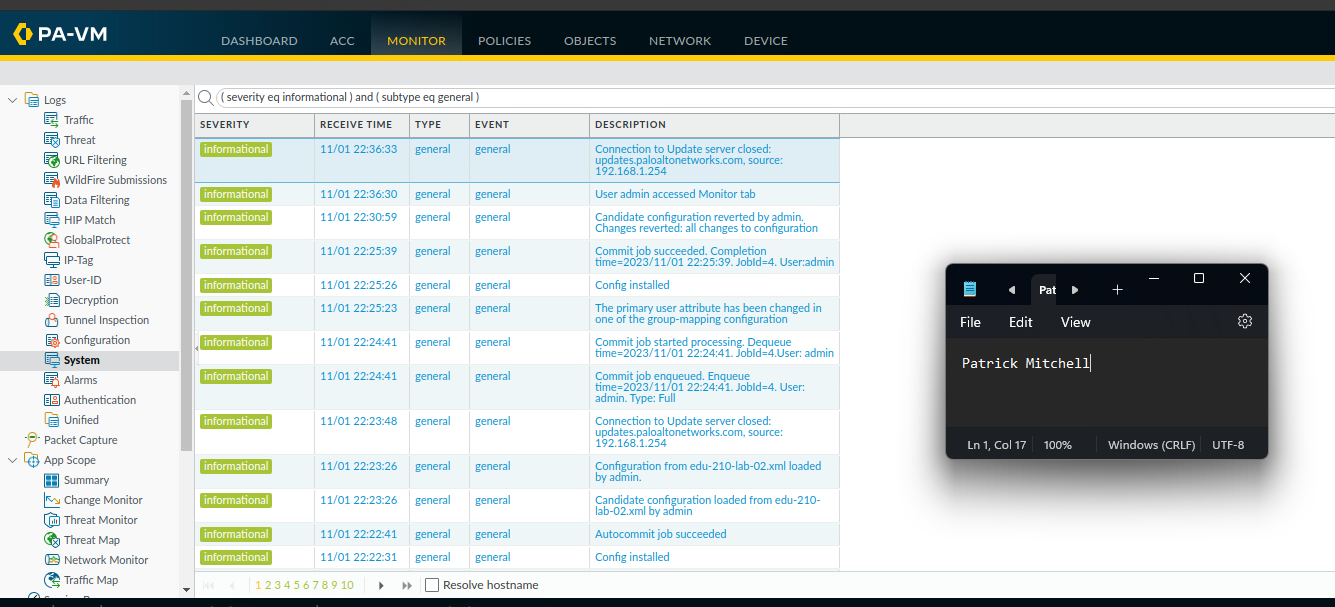 PA-VM
DASHBOARD ACC MONITOR POLICIES OBJECTS NETWORK DEVICE
Logs
Traffic
Threat
URL Filtering
WildFire Submissions
Data Filtering
HIP Match
GlobalProtect
IP-Tag
User-ID
Decryption
Tunnel Inspection
Configuration
System
Alarms
Authentication
Unified
Packet Capture
App Scope
Summary
Change Monitor
Threat Monitor
Threat Map
Network Monitor
Traffic Map
( severity eq informational ) and ( subtype eq general )
SEVERITY RECEIVE TIME TYPE EVENT DESCRIPTION
informational 11/01 22:36:33 general general Connection to Update server closed:
updates.paloaltonetworks.com, source:
192.168.1.254
informational 11/01 22:36:30 general general User admin accessed Monitor tab
informational 11/01 22:30:59 general general Candidate configuration reverted by admin.
Changes reverted: all changes to configuration
informational 11/01 22:25:39 general general Commit job succeeded. Completion
time=2023/11/01 22:25:39. JobId=4. User:admin
informational 11/01 22:25:26 general general Config installed
informational 11/01 22:25:23 general general The primary user attribute has been changed in
one of the group-mapping configuration
informational 11/01 22:24:41 general general Commit job started processing. Dequeue
time=2023/11/01 22:24:41. JobId=4.User: admin
informational 11/01 22:24:41 general general Commit job enqueued. Enqueue
time=2023/11/01 22:24:41. JobId=4. User:
admin. Type: Full
informational 11/01 22:23:48 general general Connection to Update server closed:
updates.paloaltonetworks.com, source:
192.168.1.254
informational 11/01 22:23:26 general general Configuration from edu-210-lab-02.xml loaded
by admin.
informational 11/01 22:23:26 general general Candidate configuration loaded from edu-210-
lab-02.xml by admin
informational 11/01 22:22:41 general general Autocommit job succeeded
informational 11/01 22:22:31 general general Config installed
1 2 3 4 5 6 7 8 9 10 Resolve hostname
Pat
File Edit View
Patrick Mitchell
Ln 1, Col 17 100% Windows (CRLF) UTF-8